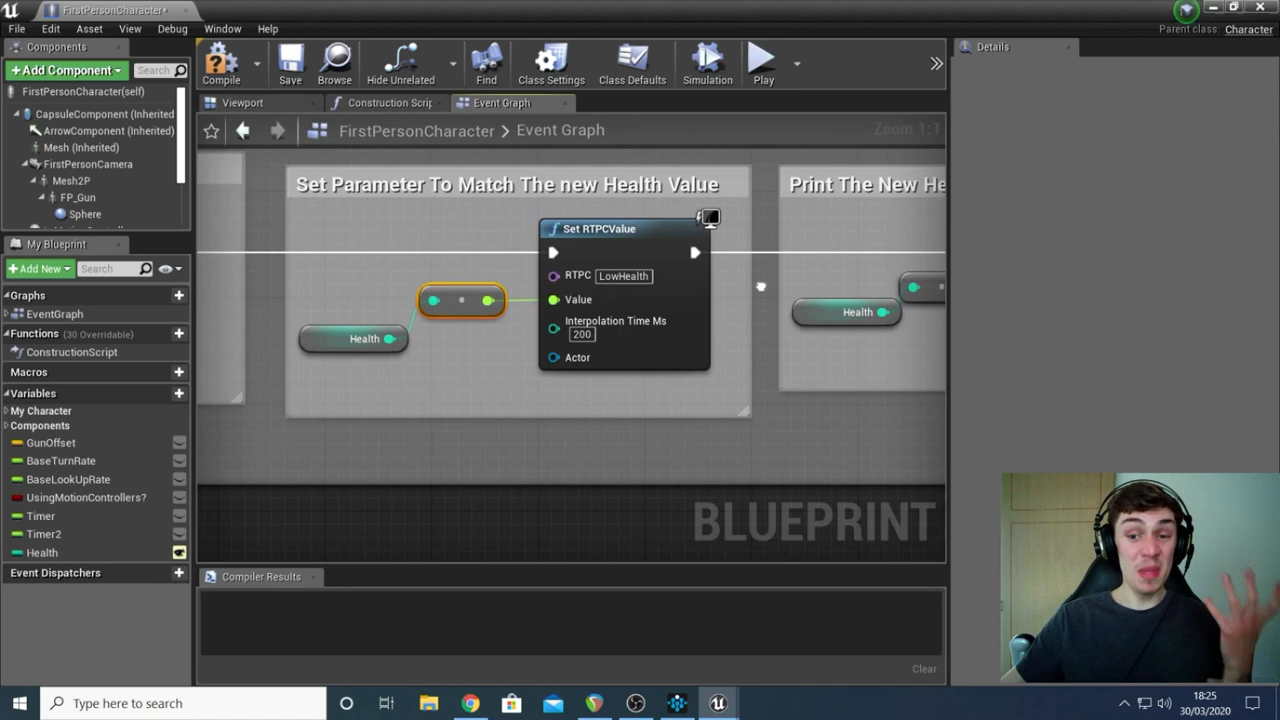 FirstPersonCharacter*
File Edit Asset View Window Debug Help
Parent class: Character
Components
+Add Component
Search
FirstPersonCharacter(self)
CapsuleComponent (Inherited)
ArrowComponent (Inherited)
Mesh (Inherited)
FirstPersonCamera
Mesh2P
FP_Gun
Sphere
My Blueprint
+Add New
Search
Graphs
EventGraph
Functions (30 Overridable)
ConstructionScript
Macros
Variables
My Character
Components
GunOffset
BaseTurnRate
BaseLookUpRate
UsingMotionControllers?
Timer
Timer2
Health
Event Dispatchers
Compile Save Browse Hide Unrelated Find Class Settings Class Defaults Simulation Play
Viewport Construction Scrip Event Graph
FirstPersonCharacter > Event Graph
Zoom 1:1
Set Parameter To Match The new Health Value
Set RTPCValue
RTPC LowHealth
Value
Interpolation Time Ms
200
Actor
Health
Print The New He
Health
BLUEPRINT
Compiler Results
Clear
Details
Type here to search
18:25
30/03/2020